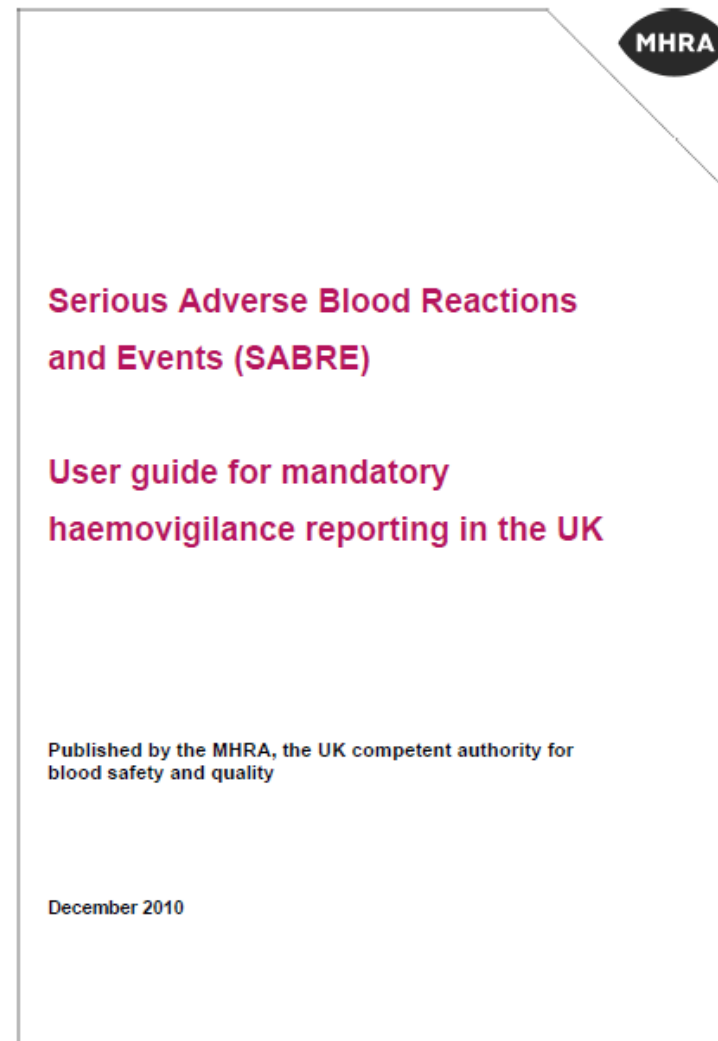 MHRA
Serious Adverse Blood Reactions
and Events (SABRE)
User guide for mandatory
haemovigilance reporting in the UK
Published by the MHRA, the UK competent authority for
blood safety and quality
December 2010